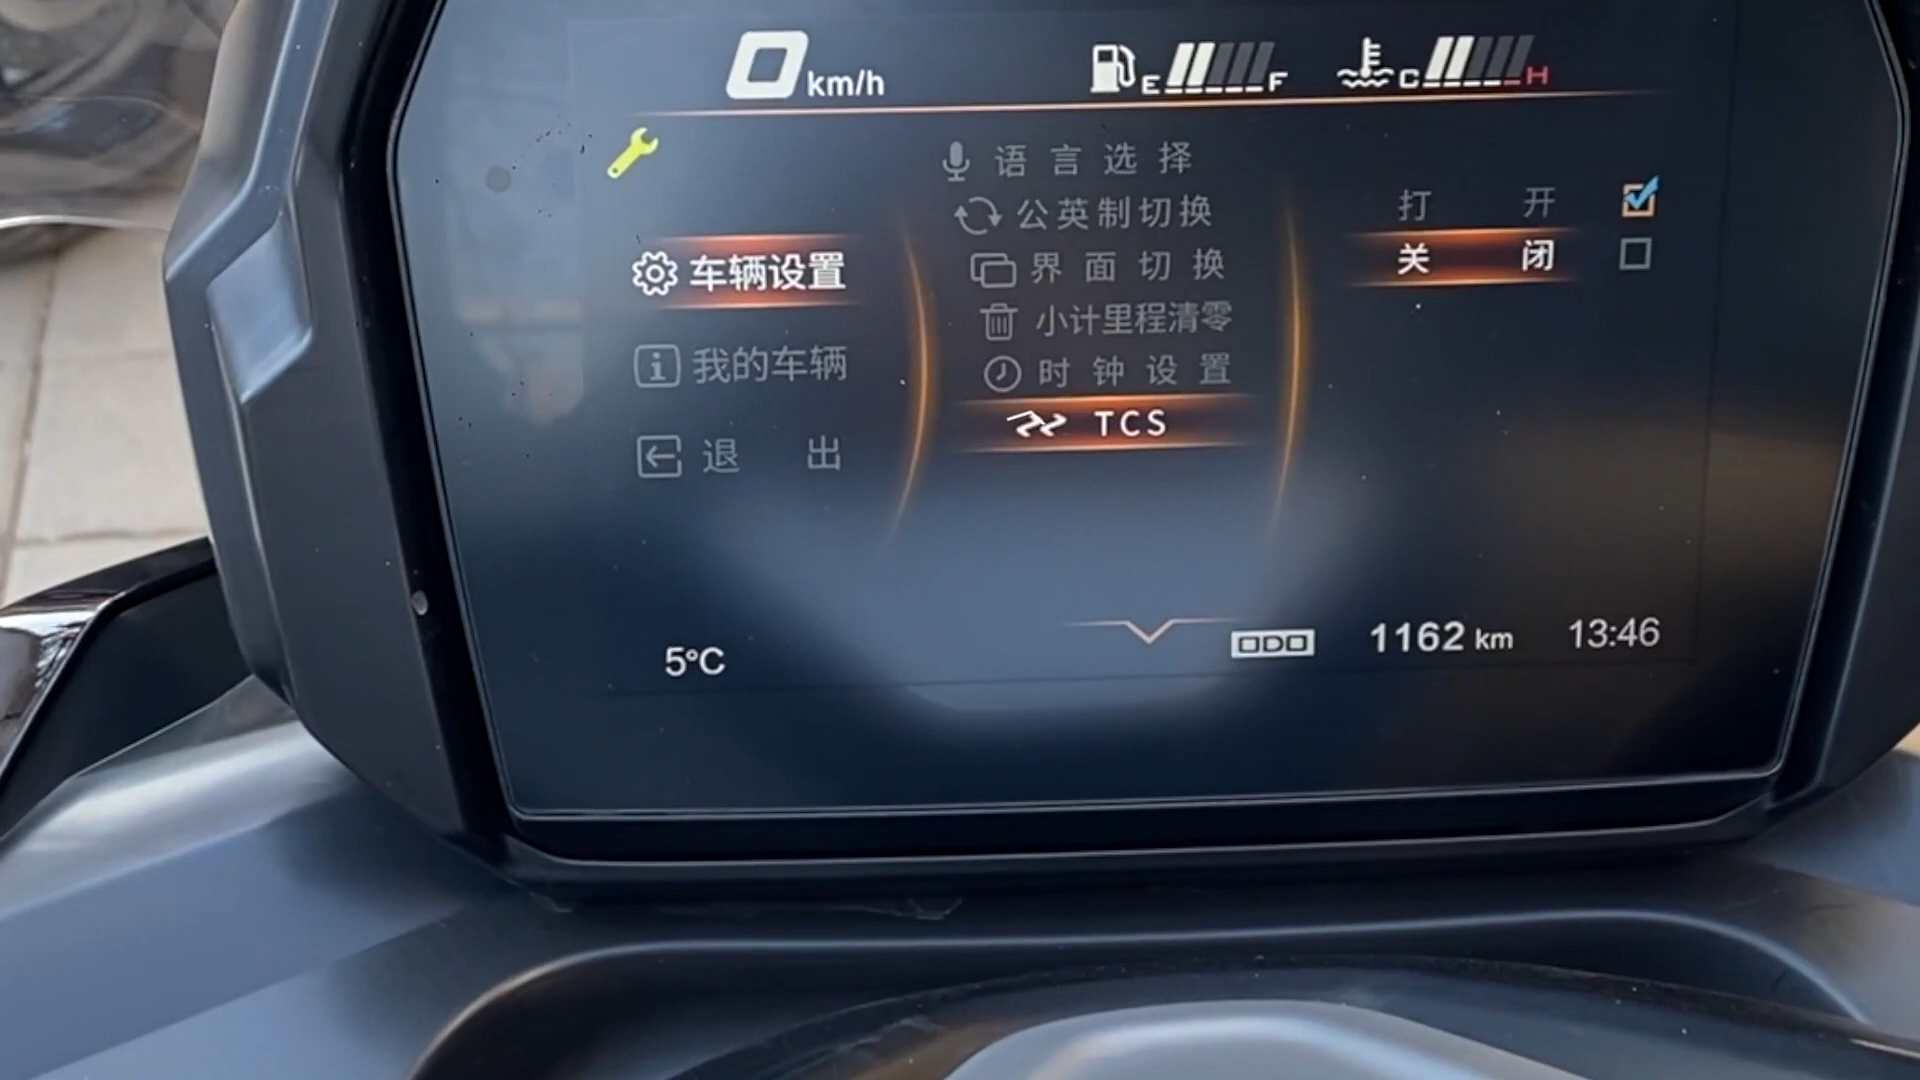 0 km/h
E F
C H
语言选择
公英制切换
界面切换
小计里程清零
时钟设置
TCS
车辆设置
我的车辆
退出
打开
关闭
5°C
ODO 1162 km 13:46